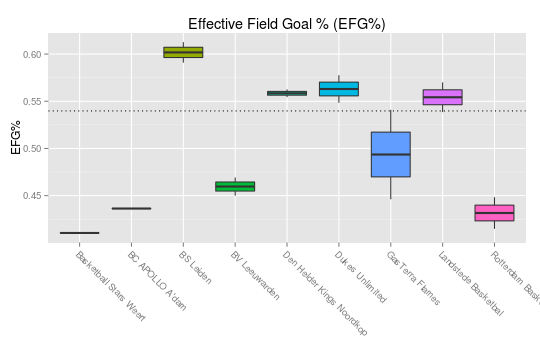 Effective Field Goal % (EFG%)
EFG%
0.60
0.55
0.50
0.45
Basketball Stars Weert
BC APOLLO A'dam
BS Leiden
BV Leeuwarden
Den Helder Kings Noordkop
Dukes Unlimited
GasTerra Flames
Landstede Basketbal
Rotterdam Bask